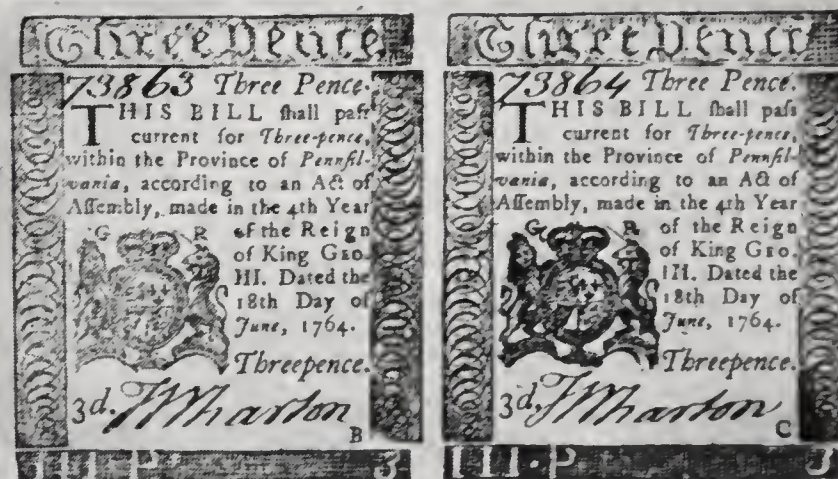 Three Pence
73863 Three Pence.
THIS BILL ſhall paſs
current for Three-pence,
within the Province of Pennſil-
vania, according to an Act of
Aſſembly, made in the 4th Year
G R of the Reign
of King GEO.
III. Dated the
18th Day of
June, 1764.
Threepence.
3d. TWharton
B
III.P. 3
Three Pence
73864 Three Pence.
THIS BILL ſhall paſs
current for Three-pence,
within the Province of Pennſil-
vania, according to an Act of
Aſſembly, made in the 4th Year
G R of the Reign
of King GEO.
III. Dated the
18th Day of
June, 1764.
Threepence.
3d. TWharton
C
III.P 3